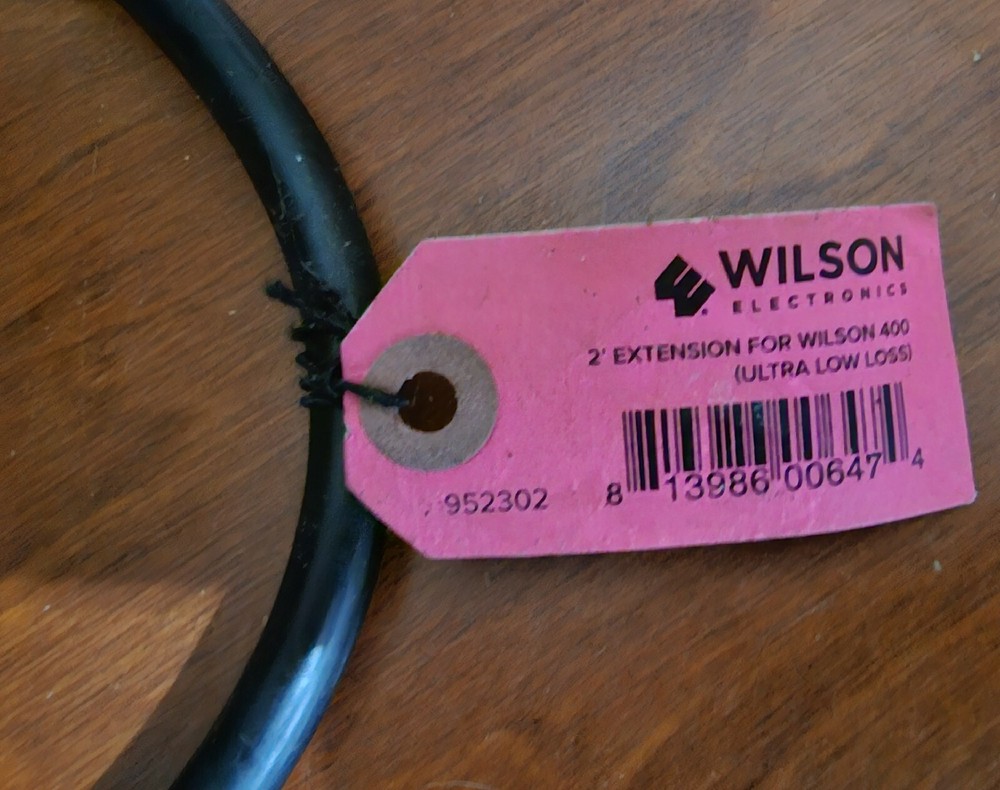 WILSON
ELECTRONICS
2' EXTENSION FOR WILSON 400
(ULTRA LOW LOSS)
952302
8 13986 00647 4